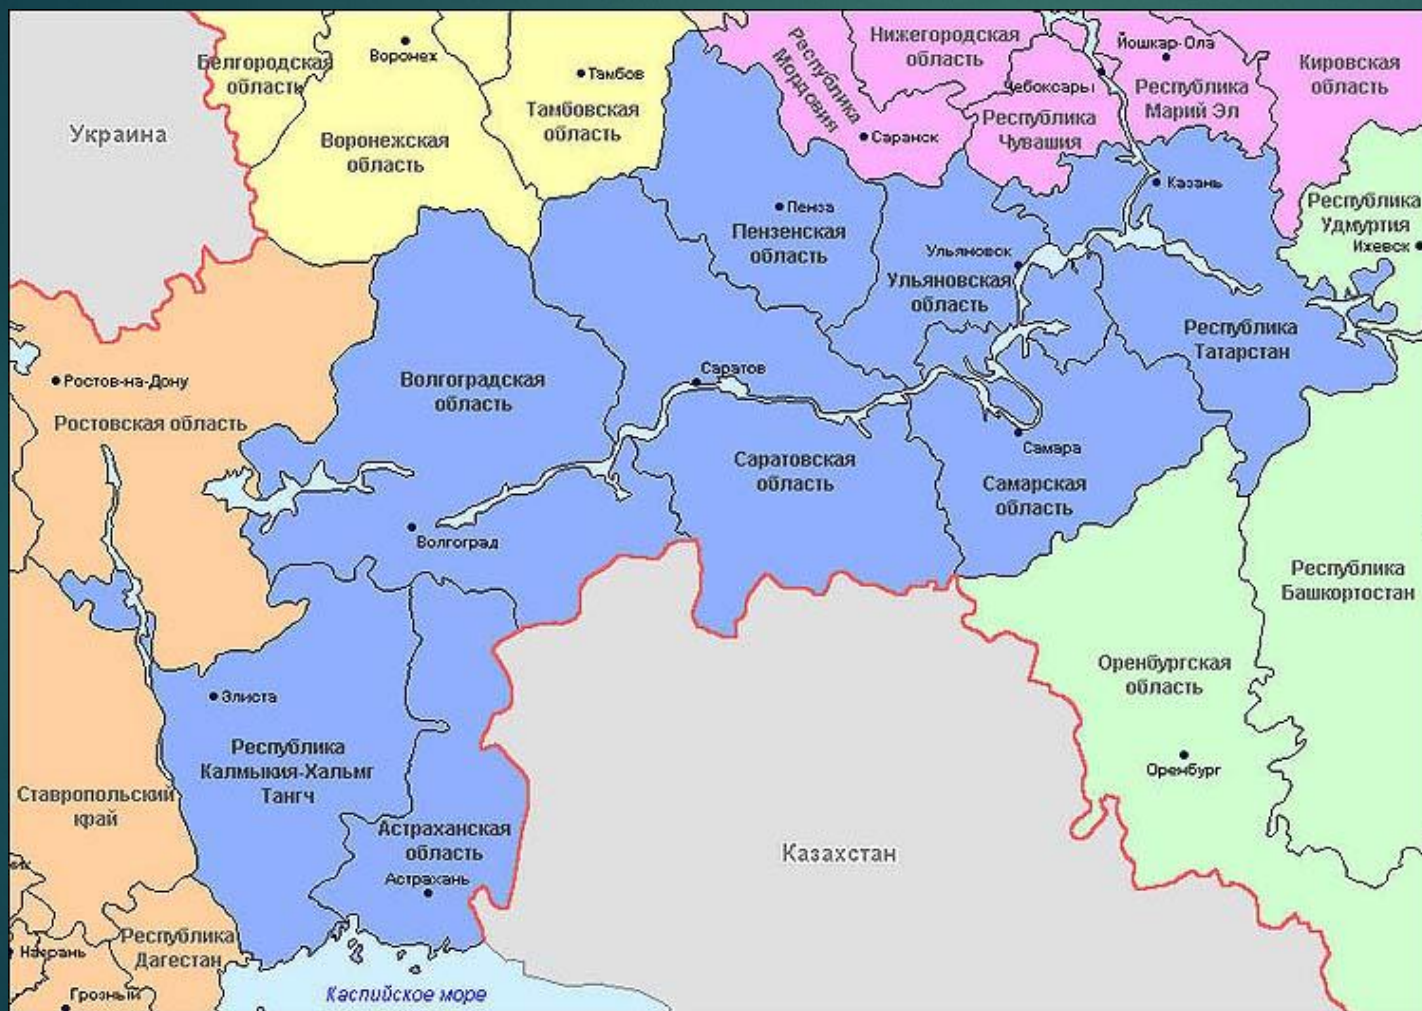 Белгородская
область
Воронеж
Воронежская
область
Тамбов
Тамбовская
область
Республика
Мордовия
Саранск
Нижегородская
область
Чебоксары
Республика
Чувашия
Йошкар-Ола
Республика
Марий Эл
Кировская
область
Украина
Пенза
Пензенская
область
Ульяновск
Ульяновская
область
Казань
Республика
Удмуртия
Ижевск
Республика
Татарстан
Ростов-на-Дону
Ростовская область
Волгоградская
область
Саратов
Волгоград
Саратовская
область
Самара
Самарская
область
Республика
Башкортостан
Оренбургская
область
Оренбург
Элиста
Республика
Калмыкия-Хальмг
Тангч
Ставропольский
край
Астраханская
область
Астрахань
Казахстан
Республика
Дагестан
Назрань
Грозный
Каспийское море